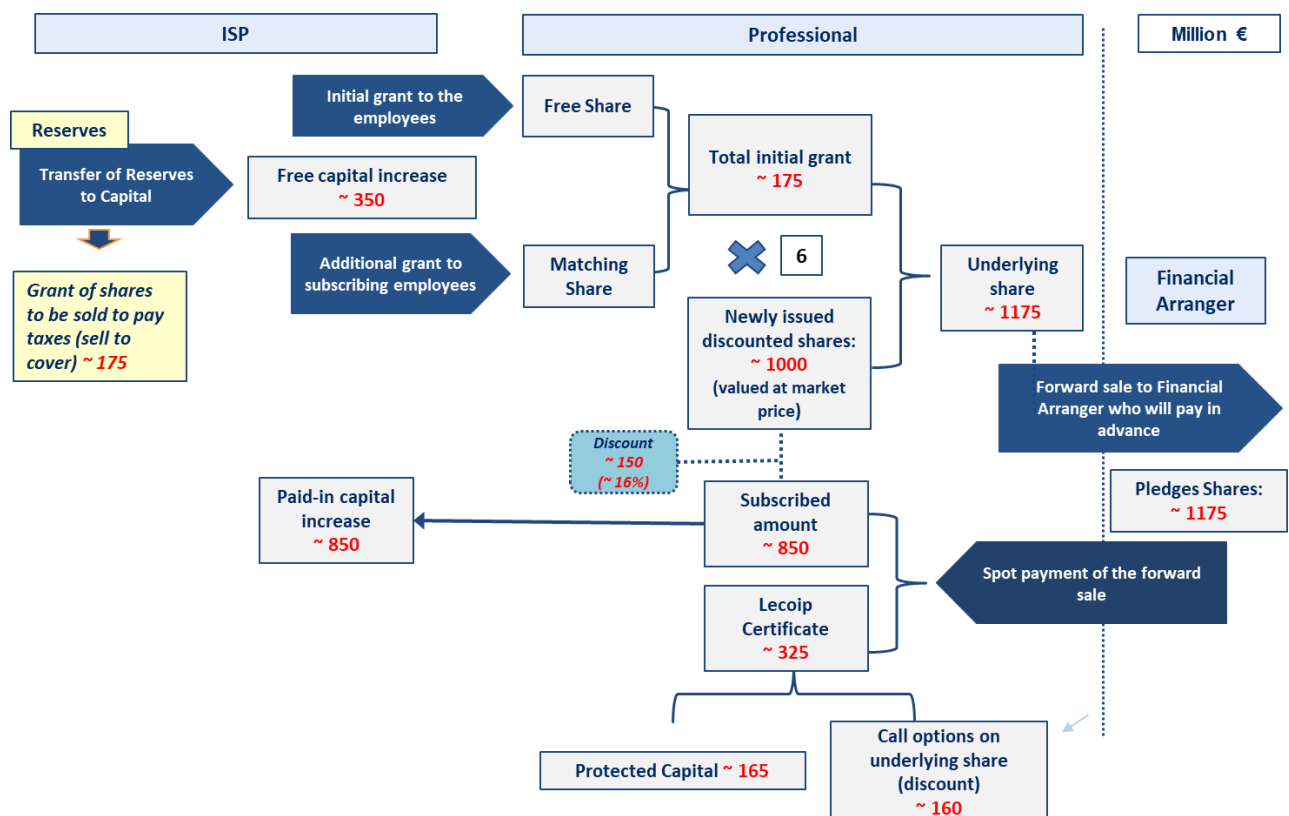 ISP
Professional
Million €
Initial grant to the
employees
Free Share
Reserves
Transfer of Reserves
to Capital
Free capital increase
~ 350
Total initial grant
~ 175
6
Additional grant to
subscribing employees
Matching
Share
Underlying
share
~ 1175
Financial
Arranger
Grant of shares
to be sold to pay
taxes (sell to
cover) ~ 175
Newly issued
discounted shares:
~ 1000
(valued at market
price)
Forward sale to Financial
Arranger who will pay in
advance
Discount
~ 150
(~ 16%)
Paid-in capital
increase
~ 850
Subscribed
amount
~ 850
Pledges Shares:
~ 1175
Spot payment of the forward
sale
Lecoip
Certificate
~ 325
Protected Capital ~ 165
Call options on
underlying share
(discount)
~ 160